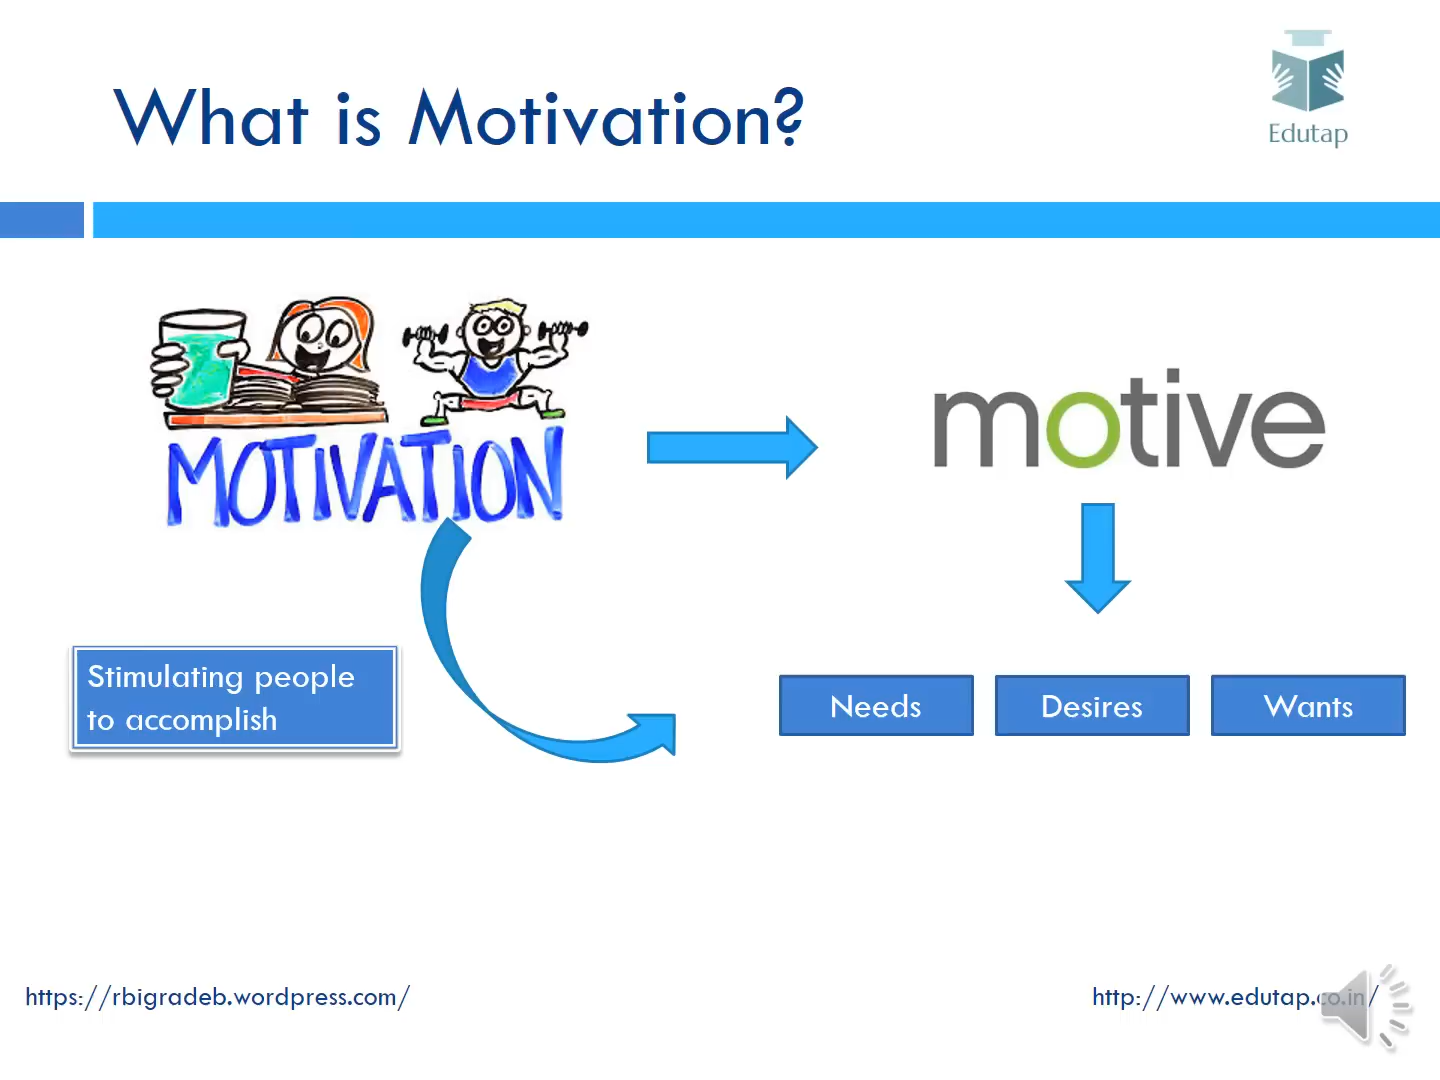 What is Motivation?
Edutap
MOTIVATION
motive
Stimulating people
to accomplish
Needs
Desires
Wants
https://rbigradeb.wordpress.com/
http://www.edutap.co.in/